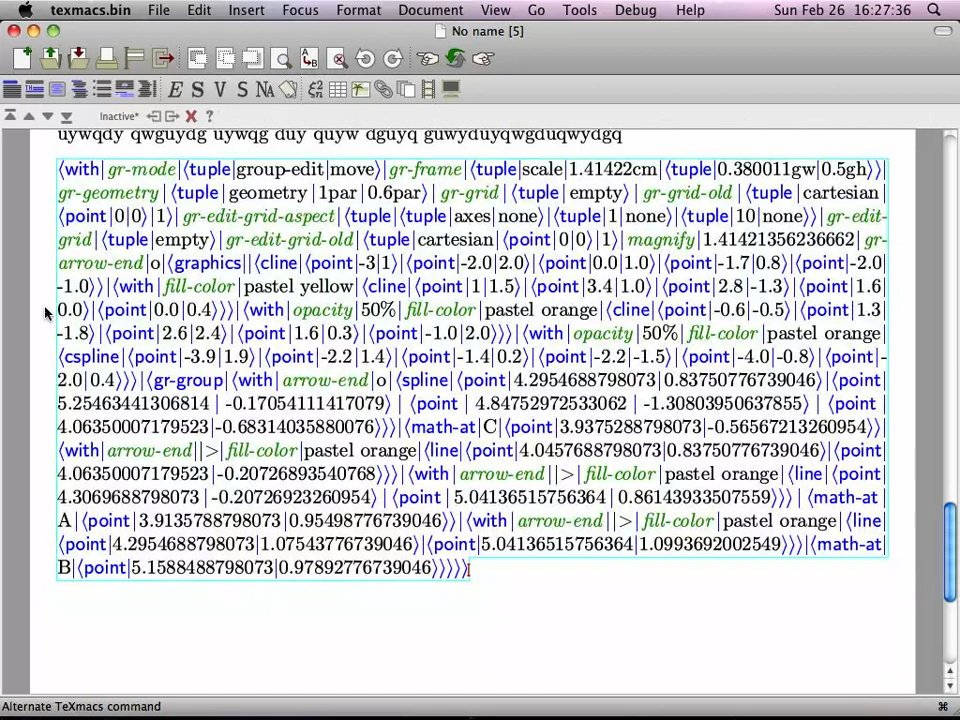 texmacs.bin File Edit Insert Focus Format Document View Go Tools Debug Help Sun Feb 26 16:27:36
No name [5]
Inactive*
uywqdy qwguydg uywqg duy quyw dguyq guwyduyqwgduqwydgq
⟨with|gr-mode|⟨tuple|group-edit|move⟩|gr-frame|⟨tuple|scale|1.41422cm|⟨tuple|0.380011gw|0.5gh⟩⟩|
gr-geometry|⟨tuple|geometry|1par|0.6par⟩|gr-grid|⟨tuple|empty⟩|gr-grid-old|⟨tuple|cartesian|
⟨point|0|0⟩|1⟩|gr-edit-grid-aspect|⟨tuple|⟨tuple|axes|none⟩|⟨tuple|1|none⟩|⟨tuple|10|none⟩⟩|gr-edit-
grid|⟨tuple|empty⟩|gr-edit-grid-old|⟨tuple|cartesian|⟨point|0|0⟩|1⟩|magnify|1.41421356236662|gr-
arrow-end|o|⟨graphics||⟨cline|⟨point|-3|1⟩|⟨point|-2.0|2.0⟩|⟨point|0.0|1.0⟩|⟨point|-1.7|0.8⟩|⟨point|-2.0|
-1.0⟩⟩|⟨with|fill-color|pastel yellow|⟨cline|⟨point|1|1.5⟩|⟨point|3.4|1.0⟩|⟨point|2.8|-1.3⟩|⟨point|1.6|
0.0⟩|⟨point|0.0|0.4⟩⟩⟩|⟨with|opacity|50%|fill-color|pastel orange|⟨cline|⟨point|-0.6|-0.5⟩|⟨point|1.3|
-1.8⟩|⟨point|2.6|2.4⟩|⟨point|1.6|0.3⟩|⟨point|-1.0|2.0⟩⟩⟩|⟨with|opacity|50%|fill-color|pastel orange|
⟨cspline|⟨point|-3.9|1.9⟩|⟨point|-2.2|1.4⟩|⟨point|-1.4|0.2⟩|⟨point|-2.2|-1.5⟩|⟨point|-4.0|-0.8⟩|⟨point|-
2.0|0.4⟩⟩⟩|⟨gr-group|⟨with|arrow-end|o|⟨spline|⟨point|4.2954688798073|0.83750776739046⟩|⟨point|
5.25463441306814|-0.17054111417079⟩|⟨point|4.84752972533062|-1.30803950637855⟩|⟨point|
4.06350007179523|-0.68314035880076⟩⟩⟩|⟨math-at|C|⟨point|3.9375288798073|-0.56567213260954⟩⟩|
⟨with|arrow-end||>|fill-color|pastel orange|⟨line|⟨point|4.0457688798073|0.83750776739046⟩|⟨point|
4.06350007179523|-0.20726893540768⟩⟩⟩|⟨with|arrow-end||>|fill-color|pastel orange|⟨line|⟨point|
4.3069688798073|-0.20726923260954⟩|⟨point|5.04136515756364|0.86143933507559⟩⟩⟩|⟨math-at|
A|⟨point|3.9135788798073|0.95498776739046⟩⟩|⟨with|arrow-end||>|fill-color|pastel orange|⟨line|
⟨point|4.2954688798073|1.07543776739046⟩|⟨point|5.04136515756364|1.0993692002549⟩⟩⟩|⟨math-at|
B|⟨point|5.1588488798073|0.97892776739046⟩⟩⟩⟩⟩
Alternate TeXmacs command